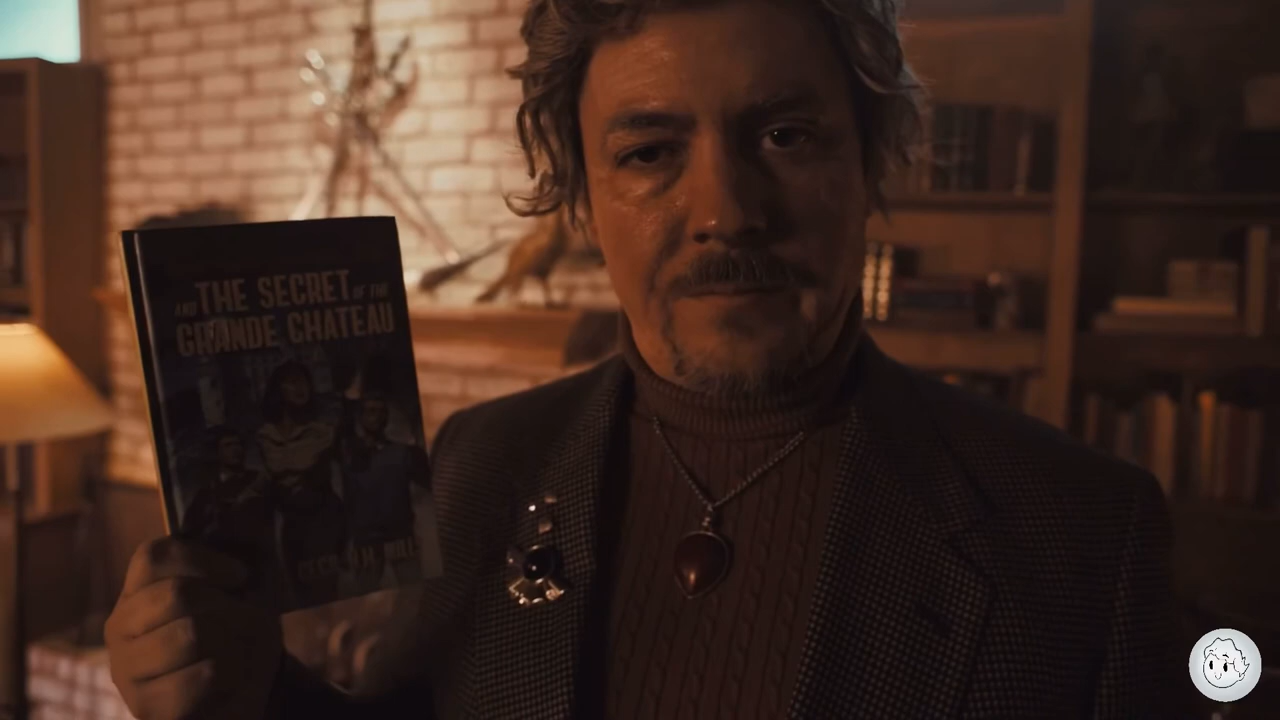 AND THE SECRET OF THE
GRANDE CHATEAU